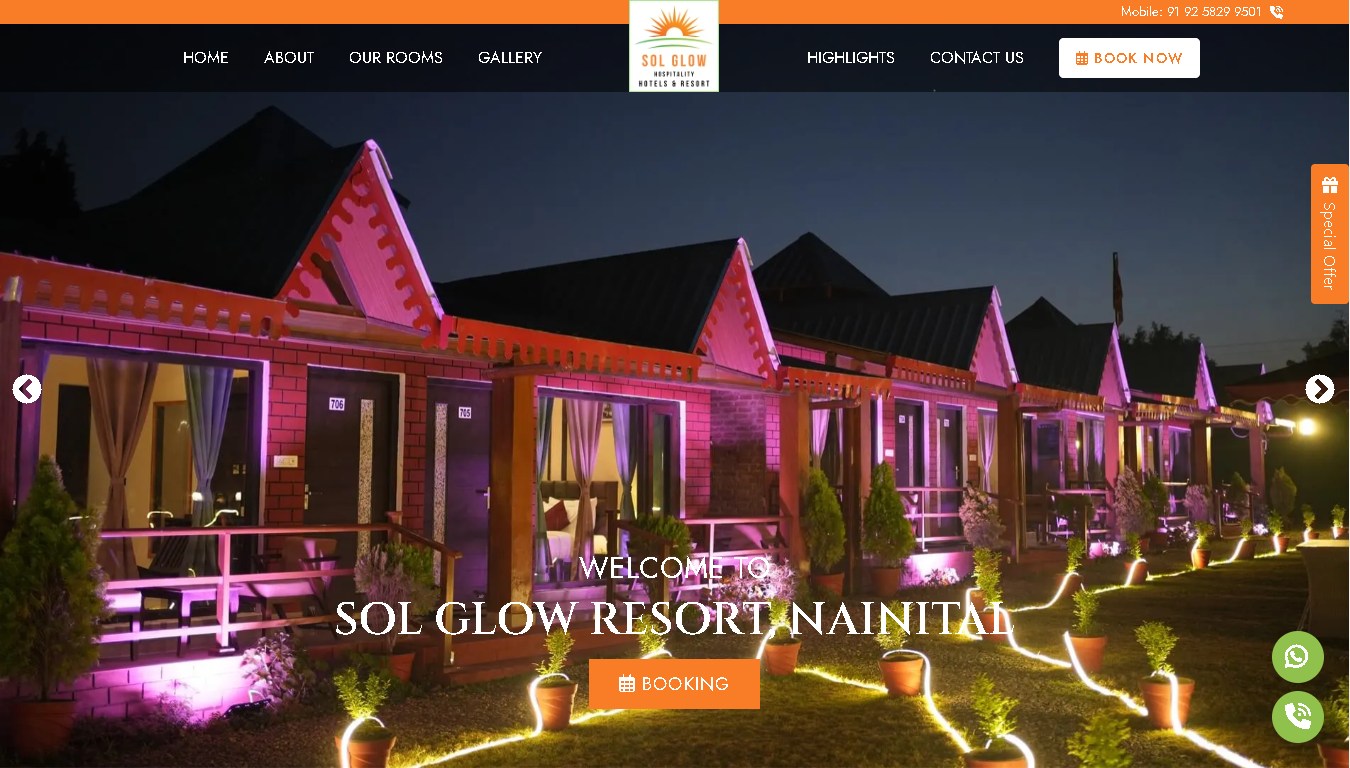 Mobile: 91 92 5829 9501
HOME
ABOUT
OUR ROOMS
GALLERY
SOL GLOW
HOSPITALITY
HOTELS & RESORT
HIGHLIGHTS
CONTACT US
BOOK NOW
Special Offer
706
705
WELCOME TO
SOL GLOW RESORT, NAINITAL
BOOKING